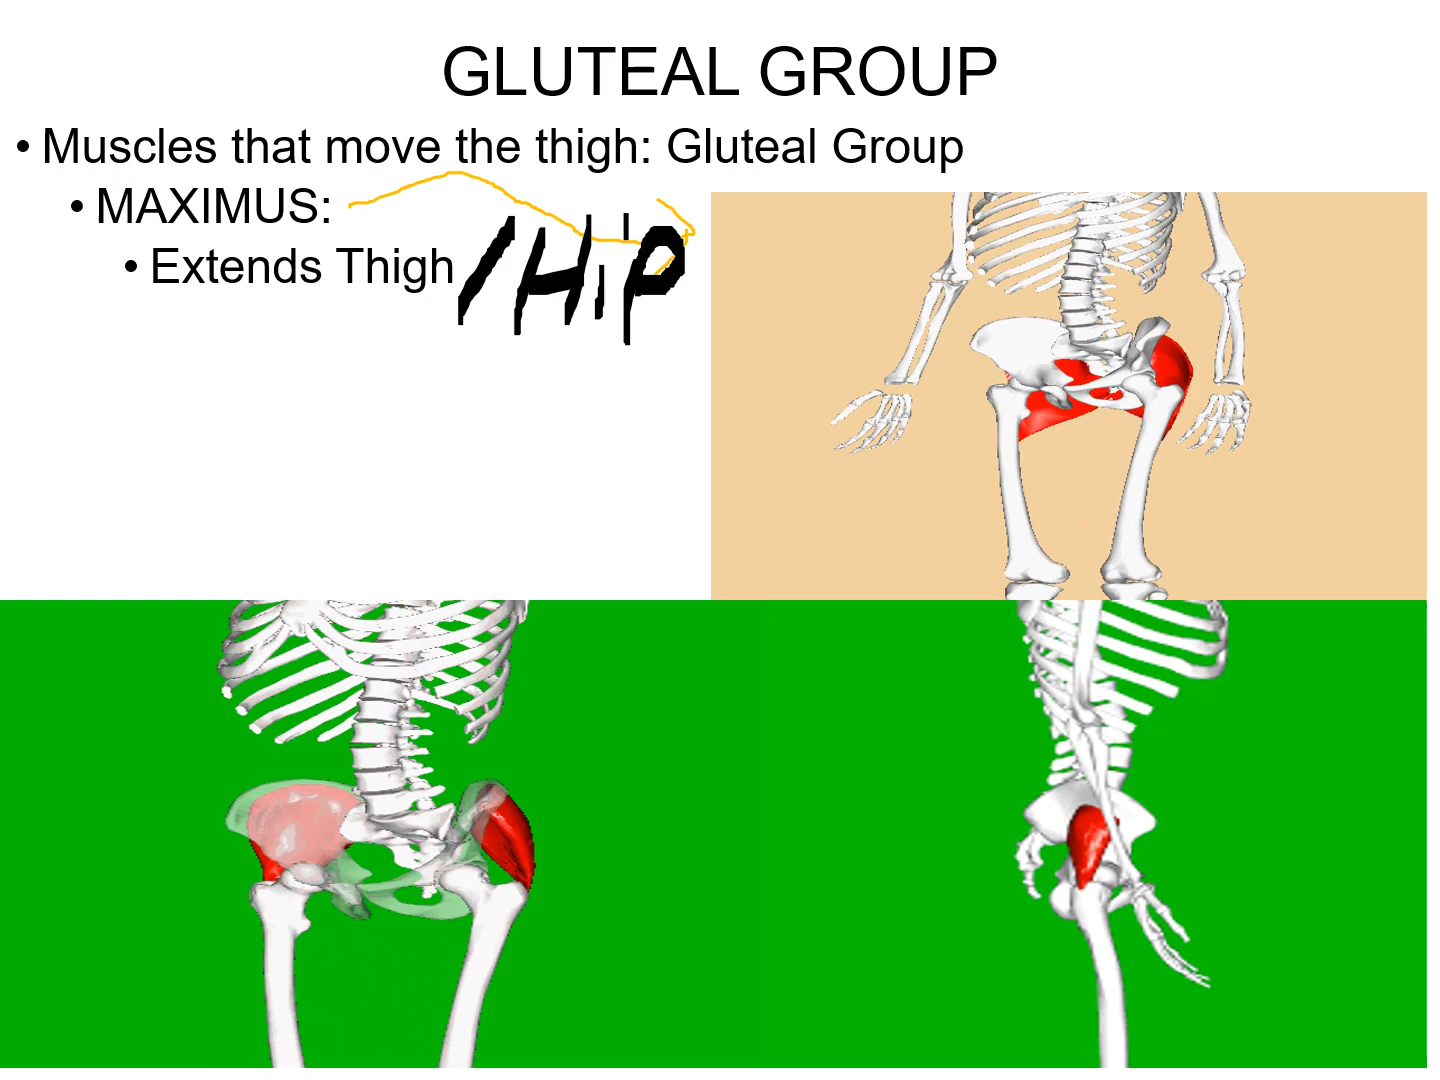 GLUTEAL GROUP
• Muscles that move the thigh: Gluteal Group
• MAXIMUS:
• Extends Thigh /HiP